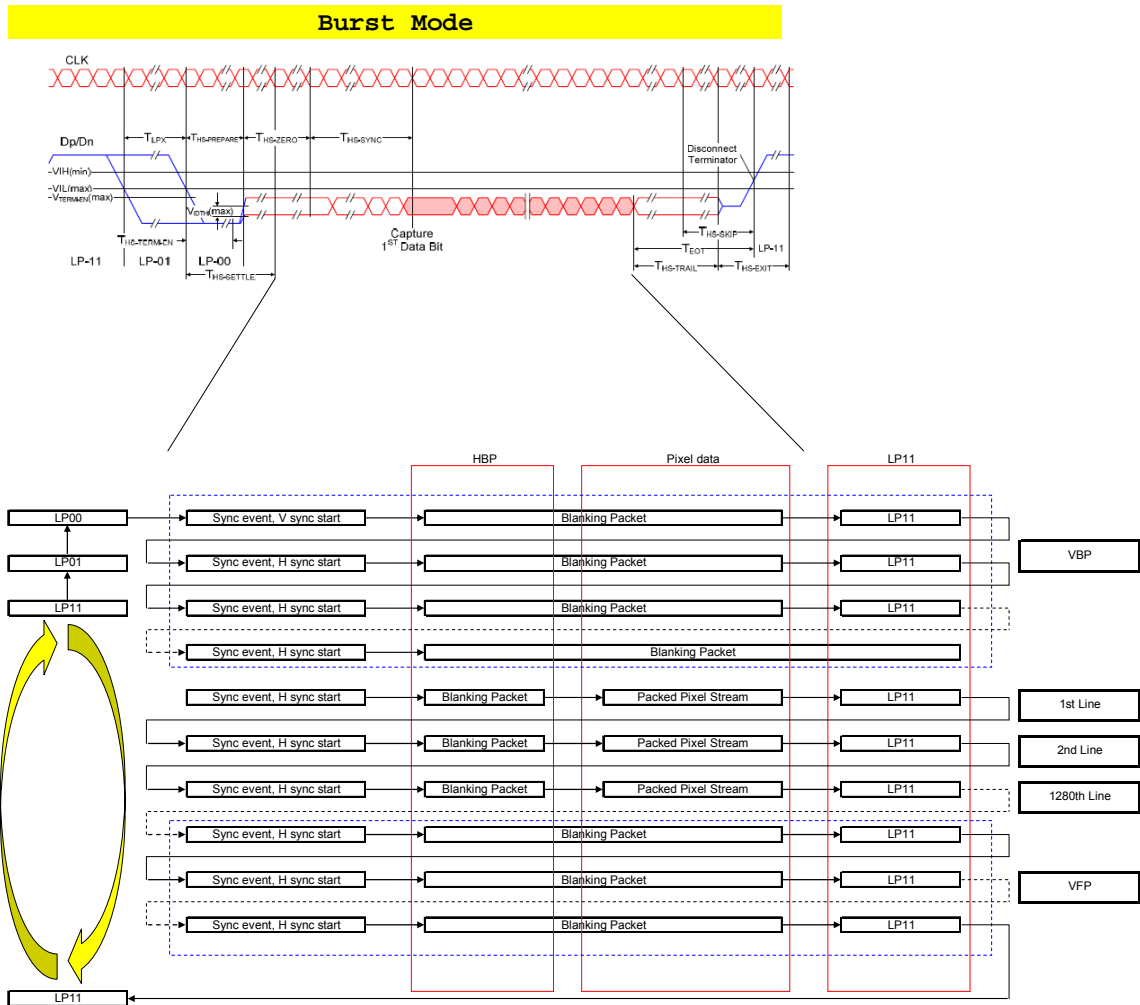 Burst Mode
CLK
Dp/Dn
TLPX
THS-PREPARE
THS-ZERO
THS-SYNC
Disconnect
Terminator
VIH(min)
VIL(max)
VTERM-EN(max)
VIDTH(max)
Capture
1ST Data Bit
THS-SKIP
THS-TERM-EN
TEOT
LP-11
LP-11
LP-01
LP-00
THS-TRAIL
THS-EXIT
THS-SETTLE
HBP
Pixel data
LP11
LP00
Sync event, V sync start
Blanking Packet
LP11
LP01
Sync event, H sync start
Blanking Packet
LP11
VBP
LP11
Sync event, H sync start
Blanking Packet
LP11
Sync event, H sync start
Blanking Packet
Sync event, H sync start
Blanking Packet
Packed Pixel Stream
LP11
1st Line
Sync event, H sync start
Blanking Packet
Packed Pixel Stream
LP11
2nd Line
Sync event, H sync start
Blanking Packet
Packed Pixel Stream
LP11
1280th Line
Sync event, H sync start
Blanking Packet
LP11
Sync event, H sync start
Blanking Packet
LP11
VFP
Sync event, H sync start
Blanking Packet
LP11
LP11